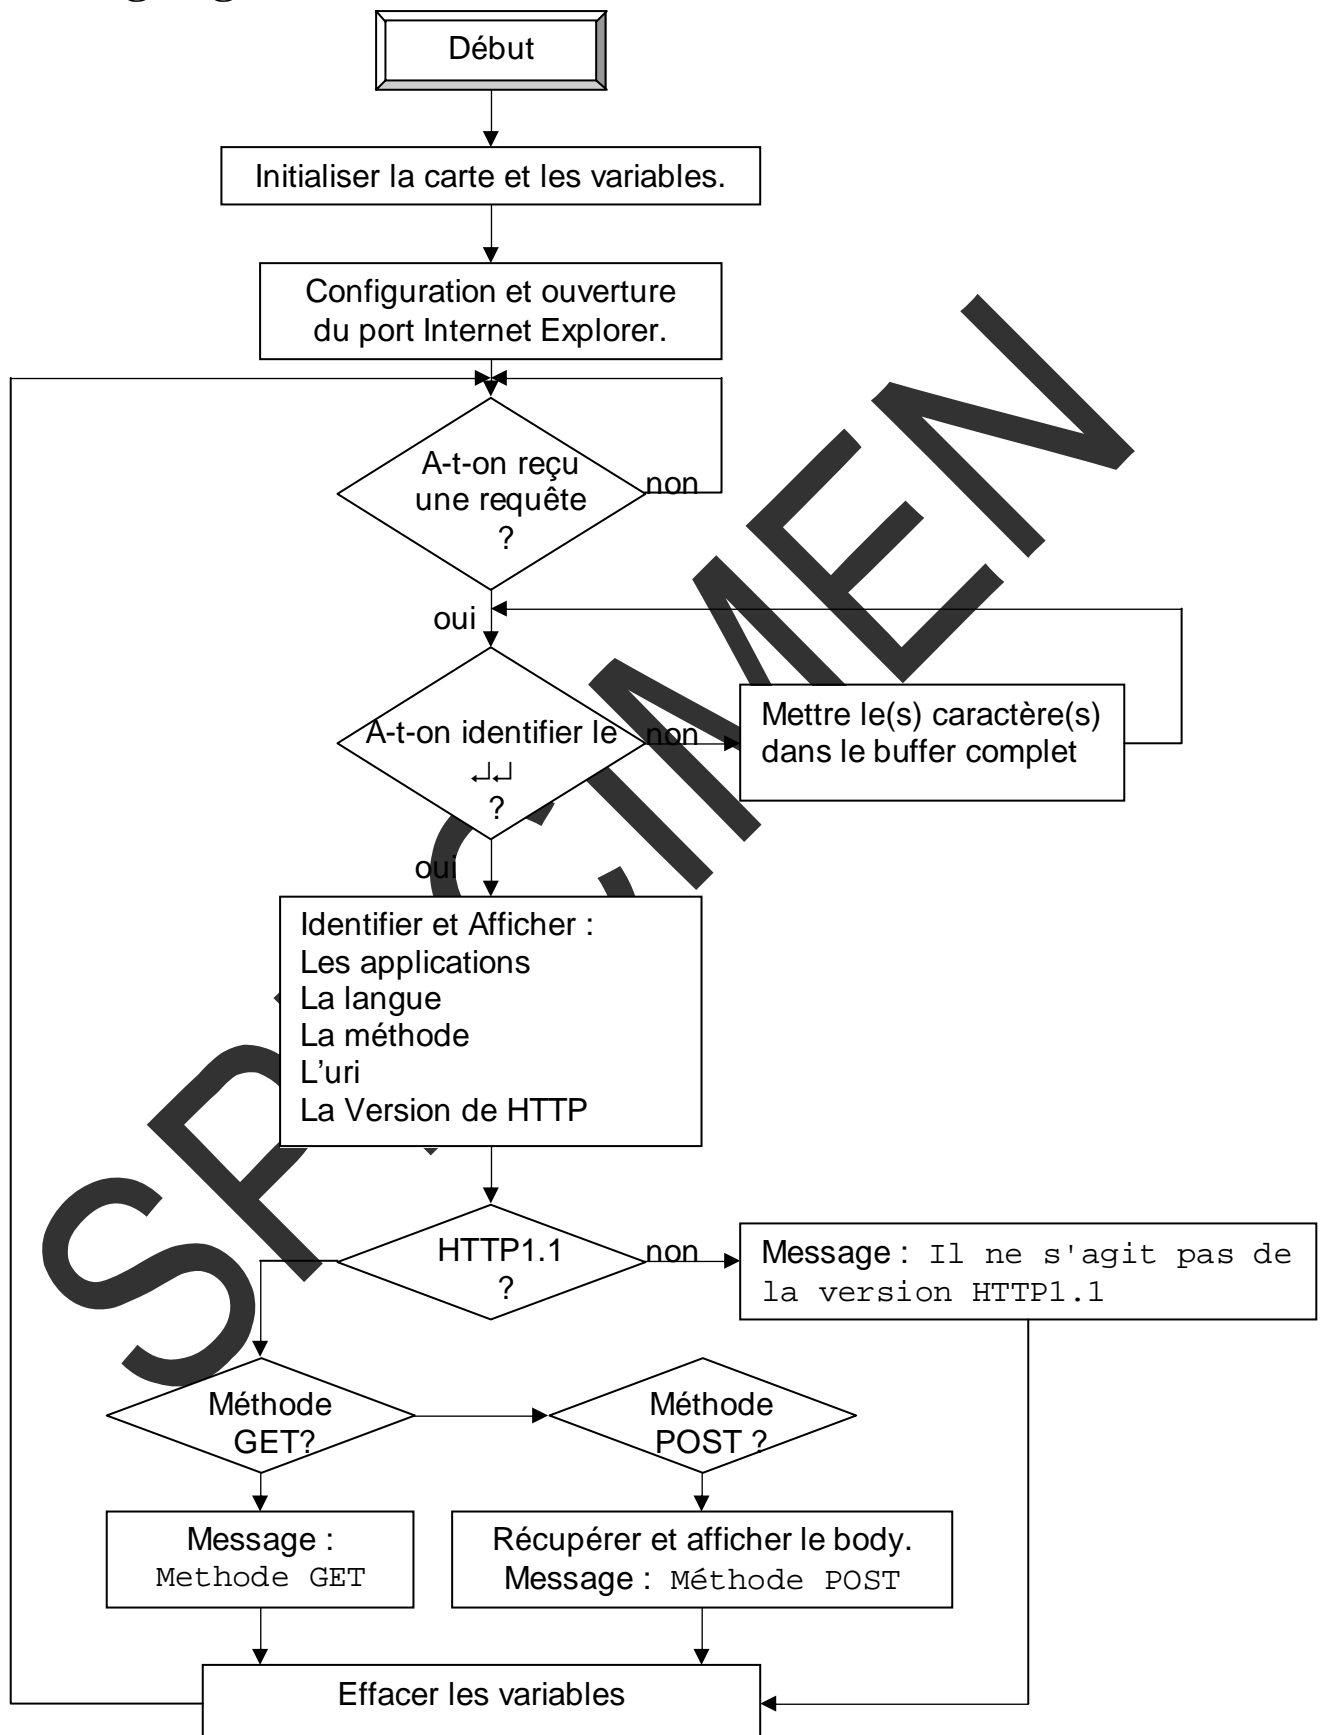 Début
Initialiser la carte et les variables.
Configuration et ouverture
du port Internet Explorer.
A-t-on reçu
une requête
?
non
oui
A-t-on identifier le
↵↵
?
non
Mettre le(s) caractère(s)
dans le buffer complet
oui
Identifier et Afficher :
Les applications
La langue
La méthode
L'uri
La Version de HTTP
HTTP1.1
?
non
Message : Il ne s'agit pas de
la version HTTP1.1
Méthode
GET?
Méthode
POST ?
Message :
Methode GET
Récupérer et afficher le body.
Message : Méthode POST
Effacer les variables